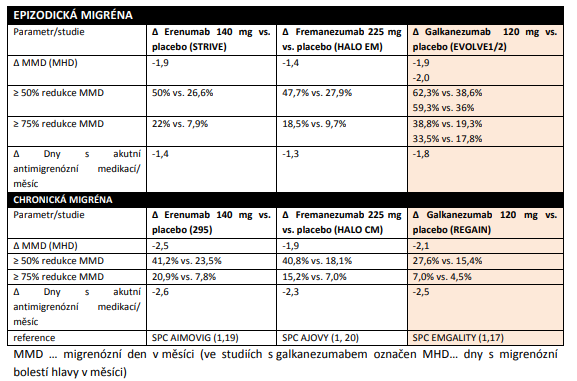 EPIZODICKÁ MIGRÉNA
Parametr/studie Δ Erenumab 140 mg vs. placebo (STRIVE) Δ Fremanezumab 225 mg vs. placebo (HALO EM) Δ Galkanezumab 120 mg vs. placebo (EVOLVE1/2)
Δ MMD (MHD) -1,9 -1,4 -1,9
-2,0
≥ 50% redukce MMD 50% vs. 26,6% 47,7% vs. 27,9% 62,3% vs. 38,6%
59,3% vs. 36%
≥ 75% redukce MMD 22% vs. 7,9% 18,5% vs. 9,7% 38,8% vs. 19,3%
33,5% vs. 17,8%
Δ Dny s akutní antimigrenózní medikací/ měsíc -1,4 -1,3 -1,8
CHRONICKÁ MIGRÉNA
Parametr/studie Δ Erenumab 140 mg vs. placebo (295) Δ Fremanezumab 225 mg vs. placebo (HALO CM) Δ Galkanezumab 120 mg vs. placebo (REGAIN)
Δ MMD (MHD) -2,5 -1,9 -2,1
≥ 50% redukce MMD 41,2% vs. 23,5% 40,8% vs. 18,1% 27,6% vs. 15,4%
≥ 75% redukce MMD 20,9% vs. 7,8% 15,2% vs. 7,0% 7,0% vs. 4,5%
Δ Dny s akutní antimigrenózní medikací/ měsíc -2,6 -2,3 -2,5
reference SPC AIMOVIG (1,19) SPC AJOVY (1, 20) SPC EMGALITY (1,17)
MMD ... migrenózní den v měsíci (ve studiích s galkanezumabem označen MHD... dny s migrenózní
bolestí hlavy v měsíci)